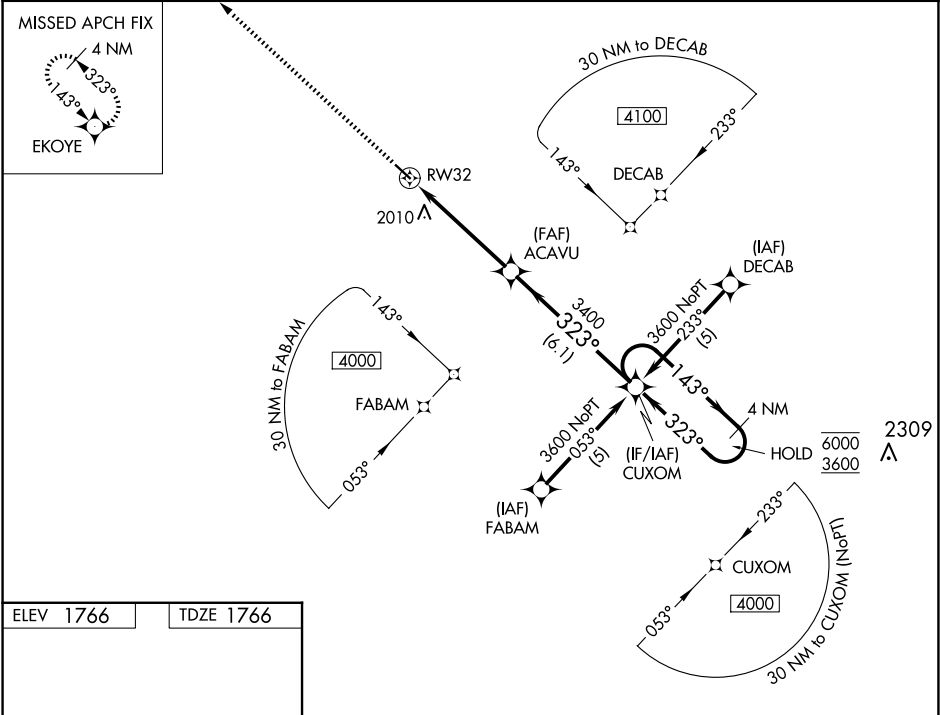 MISSED APCH FIX
4 NM
323°
143°
EKOYE
30 NM to DECAB
4100
143°
233°
DECAB
RW32
2010
(FAF)
ACAVU
(IAF)
DECAB
3400
323°
(6.1)
3600 NoPT
233°
(5)
30 NM to FABAM
143°
4000
FABAM
053°
143°
4 NM
323°
HOLD
6000
3600
2309
3600 NoPT
053°
(5)
(IF/IAF)
CUXOM
(IAF)
FABAM
233°
CUXOM
4000
053°
30 NM to CUXOM (NoPT)
ELEV 1766
TDZE 1766